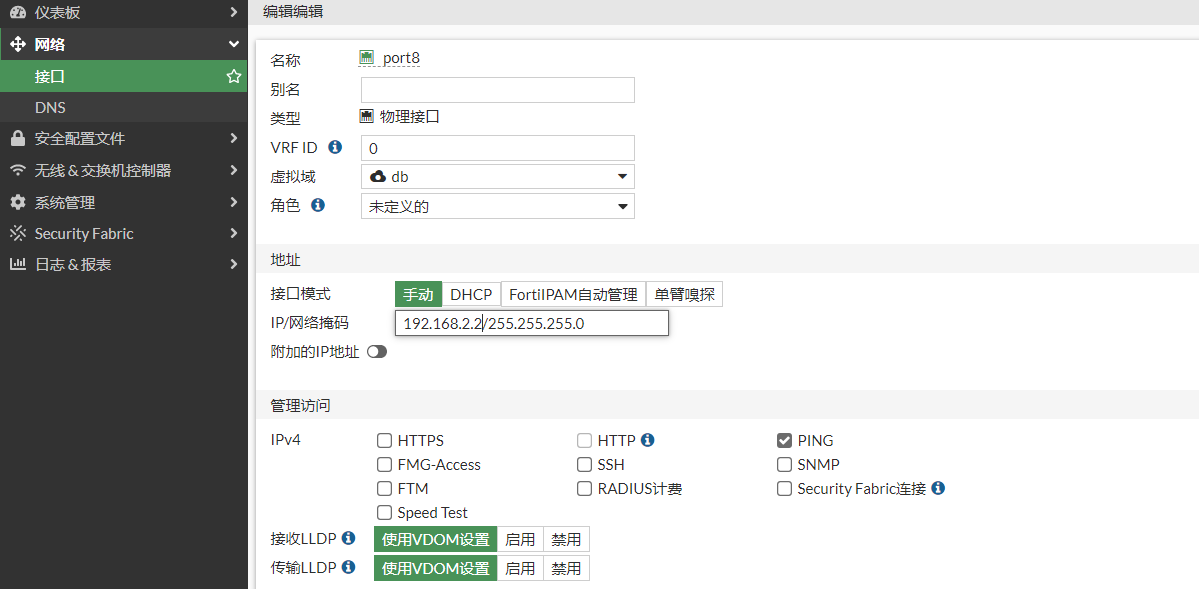 仪表板
网络
接口
DNS
安全配置文件
无线 & 交换机控制器
系统管理
Security Fabric
日志 & 报表
编辑编辑
名称 port8
别名
类型 物理接口
VRF ID 0
虚拟域 db
角色 未定义的
地址
接口模式 手动 DHCP FortiIPAM自动管理 单臂嗅探
IP/网络掩码 192.168.2.2/255.255.255.0
附加的IP地址
管理访问
IPv4 HTTPS HTTP PING
FMG-Access SSH SNMP
FTM RADIUS计费 Security Fabric连接
Speed Test
接收LLDP 使用VDOM设置 启用 禁用
传输LLDP 使用VDOM设置 启用 禁用